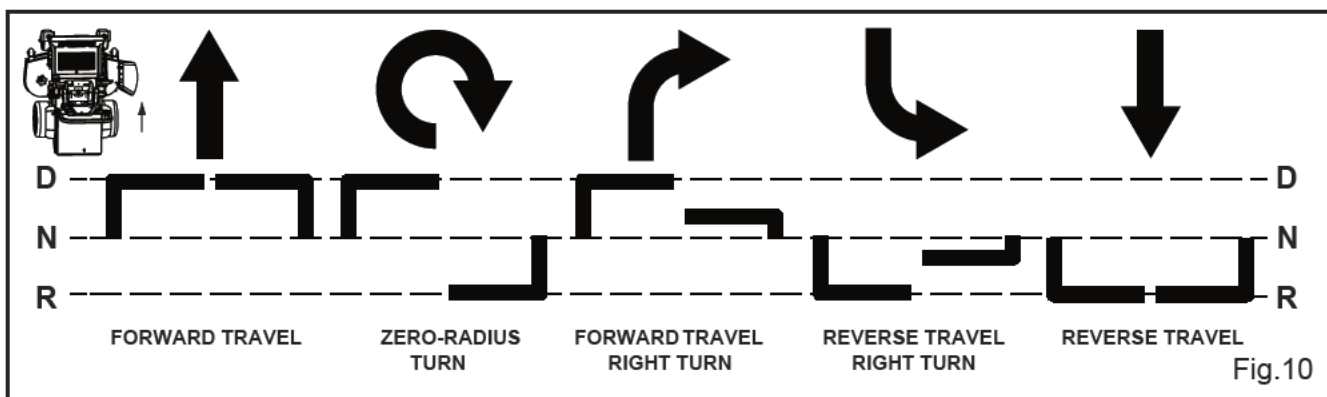 D D
N N
R R
FORWARD TRAVEL ZERO-RADIUS FORWARD TRAVEL REVERSE TRAVEL REVERSE TRAVEL
TURN RIGHT TURN RIGHT TURN
Fig.10